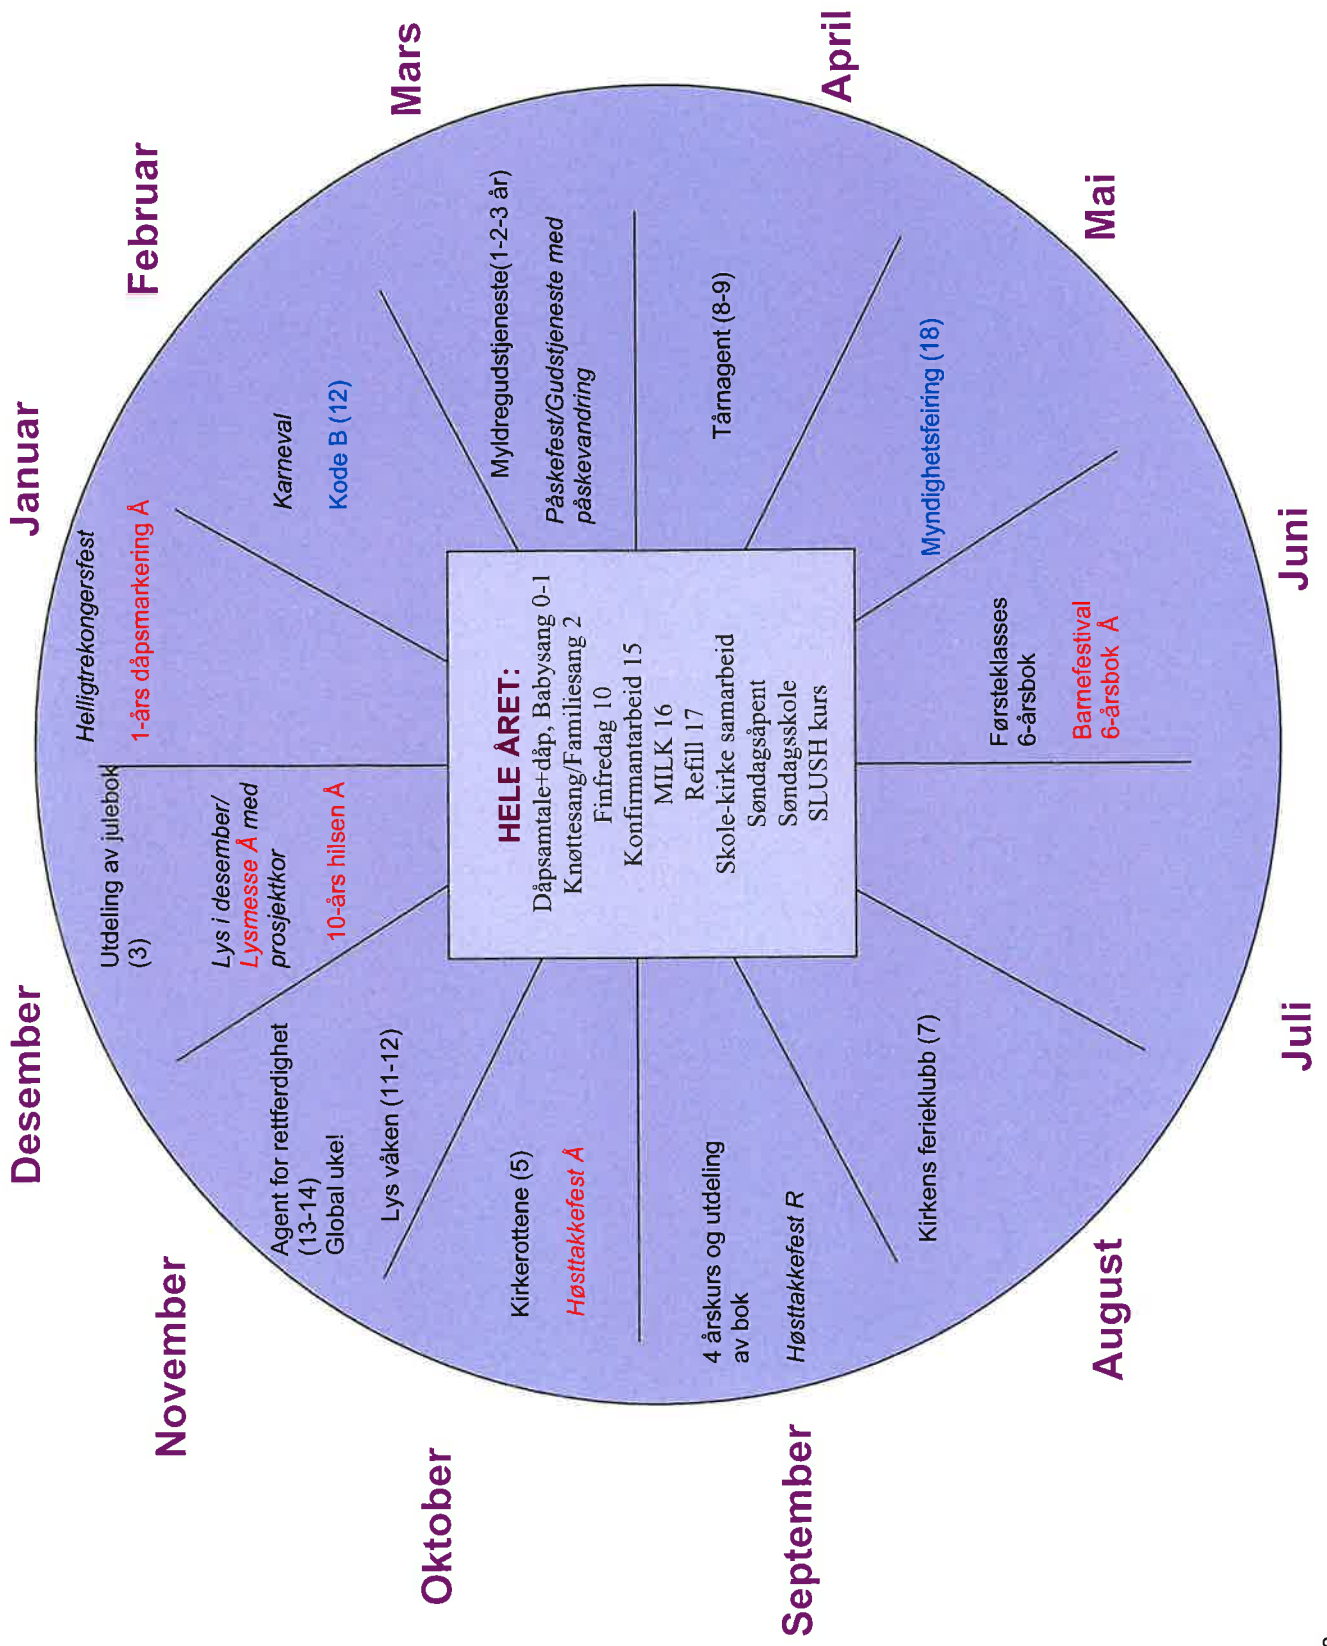 Januar
Helligtrekongersfest
1-års dåpsmarkering Å
Februar
Karneval
Kode B (12)
Mars
Myldregudstjeneste(1-2-3 år)
Påskefest/Gudstjeneste med
påskevandring
April
Tårnagent (8-9)
Mai
Myndighetsfeiring (18)
Juni
Førsteklasses
6-årsbok
Barnefestival
6-årsbok Å
Juli
August
Kirkens ferieklubb (7)
September
4 årskurs og utdeling
av bok
Høsttakkefest R
Oktober
Kirkerottene (5)
Høsttakkefest Å
November
Agent for rettferdighet
(13-14)
Global uke!
Lys våken (11-12)
Desember
Utdeling av julebok
(3)
Lys i desember/
Lysmesse Å med
prosjektkor
10-års hilsen Å
HELE ÅRET:
Dåpsamtale+dåp, Babysang 0-1
Knøttesang/Familiesang 2
Finfredag 10
Konfirmantarbeid 15
MILK 16
Refill 17
Skole-kirke samarbeid
Søndagsåpent
Søndagsskole
SLUSH kurs